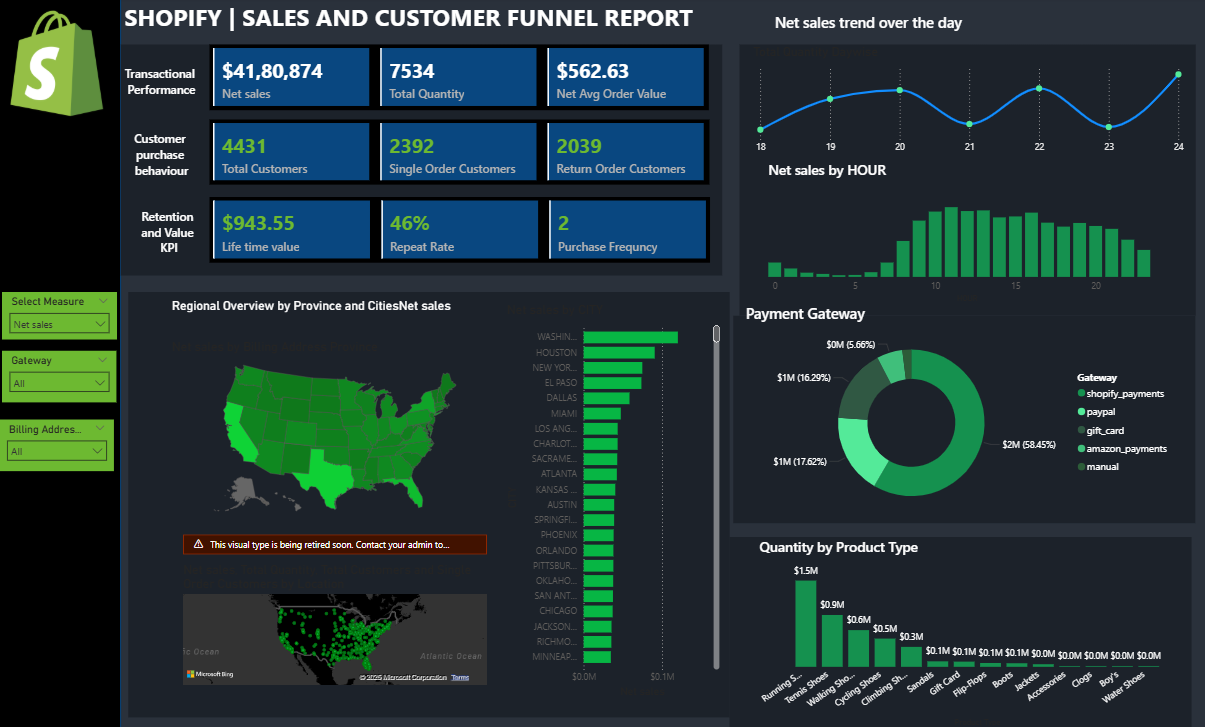 SHOPIFY | SALES AND CUSTOMER FUNNEL REPORT
Transactional
Performance
$41,80,874
Net sales
7534
Total Quantity
$562.63
Net Avg Order Value
Customer
purchase
behaviour
4431
Total Customers
2392
Single Order Customers
2039
Return Order Customers
Retention
and Value
KPI
$943.55
Life time value
46%
Repeat Rate
2
Purchase Frequncy
Select Measure
Net sales
Gateway
All
Billing Addres...
All
Net sales trend over the day
18 19 20 21 22 23 24
Net sales by HOUR
0 5 10 15 20
Payment Gateway
$0M (5.66%)
$1M (16.29%)
$1M (17.62%)
$2M (58.45%)
Gateway
shopify_payments
paypal
gift_card
amazon_payments
manual
Regional Overview by Province and CitiesNet sales
This visual type is being retired soon. Contact your admin to...
ic Ocean
Atlantic Ocean
Microsoft Bing
© 2025 Microsoft Corporation Terms
WASHIN...
HOUSTON
NEW YOR...
EL PASO
DALLAS
MIAMI
LOS ANG...
CHARLOT...
SACRAME...
ATLANTA
KANSAS ...
AUSTIN
SPRINGFI...
PHOENIX
ORLANDO
PITTSBUR...
OKLAHO...
SAN ANT...
CHICAGO
JACKSON...
RICHMO...
MINNEAP...
$0.0M $0.1M
Quantity by Product Type
$1.5M
$0.9M
$0.6M
$0.5M
$0.3M
$0.1M $0.1M $0.1M $0.1M $0.0M $0.0M $0.0M $0.0M $0.0M
Running S...
Tennis Shoes
Walking Sho...
Cycling Shoes
Climbing Sh...
Sandals
Gift Card
Flip-Flops
Boots
Jackets
Accessories
Clogs
Boy's
Water Shoes